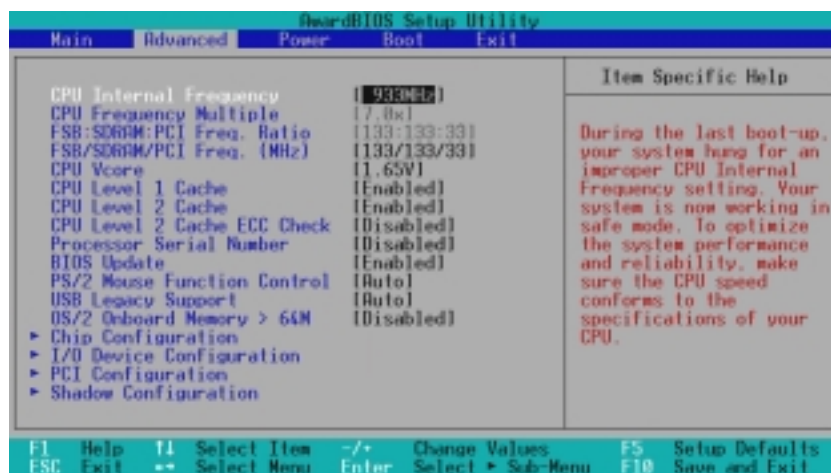 AwardBIOS Setup Utility
Main Advanced Power Boot Exit
Item Specific Help
CPU Internal Frequency [ 933MHz]
CPU Frequency Multiple [7.0x]
FSB:SDRAM:PCI Freq. Ratio [133:133:33]
FSB/SDRAM/PCI Freq. (MHz) [133/133/33]
CPU Vcore [1.65V]
CPU Level 1 Cache [Enabled]
CPU Level 2 Cache [Enabled]
CPU Level 2 Cache ECC Check [Disabled]
Processor Serial Number [Disabled]
BIOS Update [Enabled]
PS/2 Mouse Function Control [Auto]
USB Legacy Support [Auto]
OS/2 Onboard Memory > 64M [Disabled]
► Chip Configuration
► I/O Device Configuration
► PCI Configuration
► Shadow Configuration
During the last boot-up,
your system hung for an
improper CPU Internal
Frequency setting. Your
system is now working in
safe mode. To optimize
the system performance
and reliability, make
sure the CPU speed
conforms to the
specifications of your
CPU.
F1 Help ↑↓ Select Item -/+ Change Values F5 Setup Defaults
ESC Exit ←→ Select Menu Enter Select ► Sub-Menu F10 Save and Exit